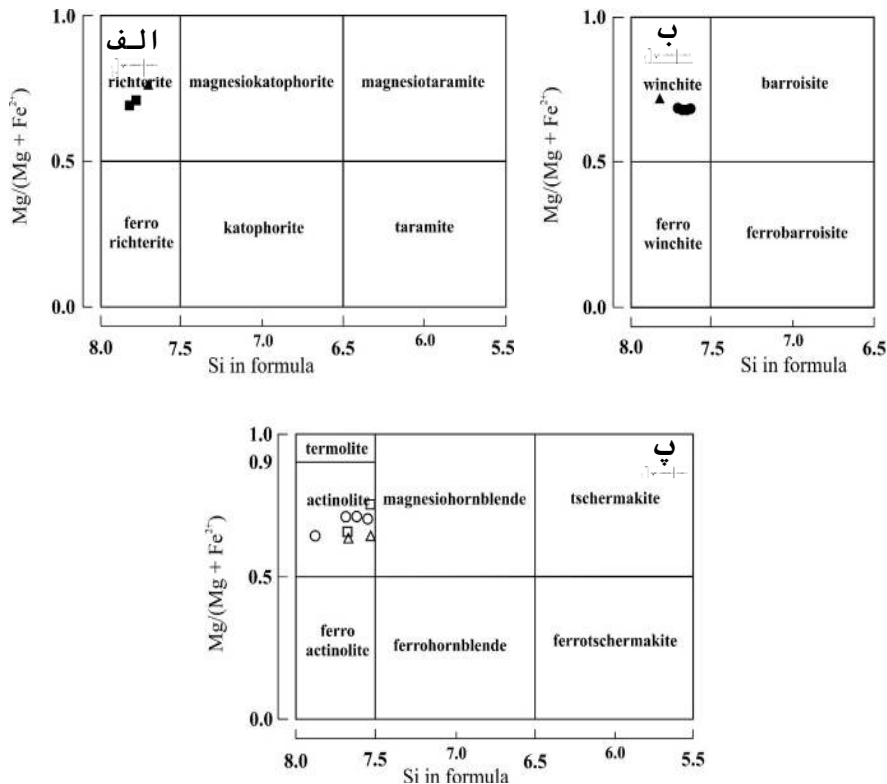 الف
1.0
richterite magnesiokatophorite magnesiotaramite
Mg/(Mg + Fe²⁺)
0.5
ferro
richterite katophorite taramite
0.0
8.0 7.5 7.0 6.5 6.0 5.5
Si in formula
ب
1.0
winchite barroisite
Mg/(Mg + Fe²⁺)
0.5
ferro
winchite ferrobarroisite
0.0
8.0 7.5 7.0 6.5
Si in formula
پ
1.0
termolite
0.9
actinolite magnesiohornblende tschermakite
Mg/(Mg + Fe²⁺)
0.5
ferro
actinolite ferrohornblende ferrotschermakite
0.0
8.0 7.5 7.0 6.5 6.0 5.5
Si in formula